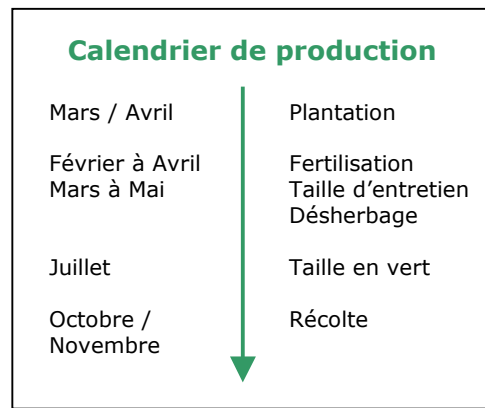 Calendrier de production
Mars / Avril
Plantation
Février à Avril
Fertilisation
Mars à Mai
Taille d’entretien
Désherbage
Juillet
Taille en vert
Octobre /
Récolte
Novembre